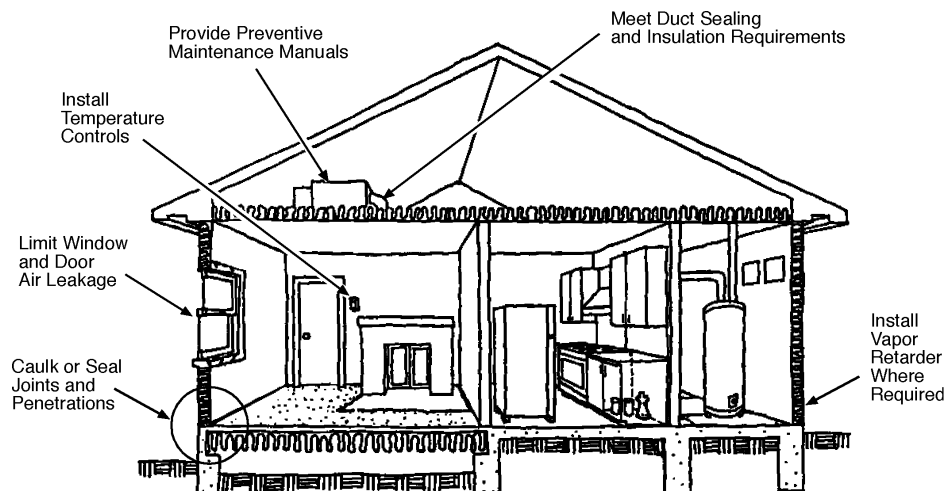 Meet Duct Sealing
and Insulation Requirements
Provide Preventive
Maintenance Manuals
Install
Temperature
Controls
Limit Window
and Door
Air Leakage
Caulk or Seal
Joints and
Penetrations
Install
Vapor
Retarder
Where
Required